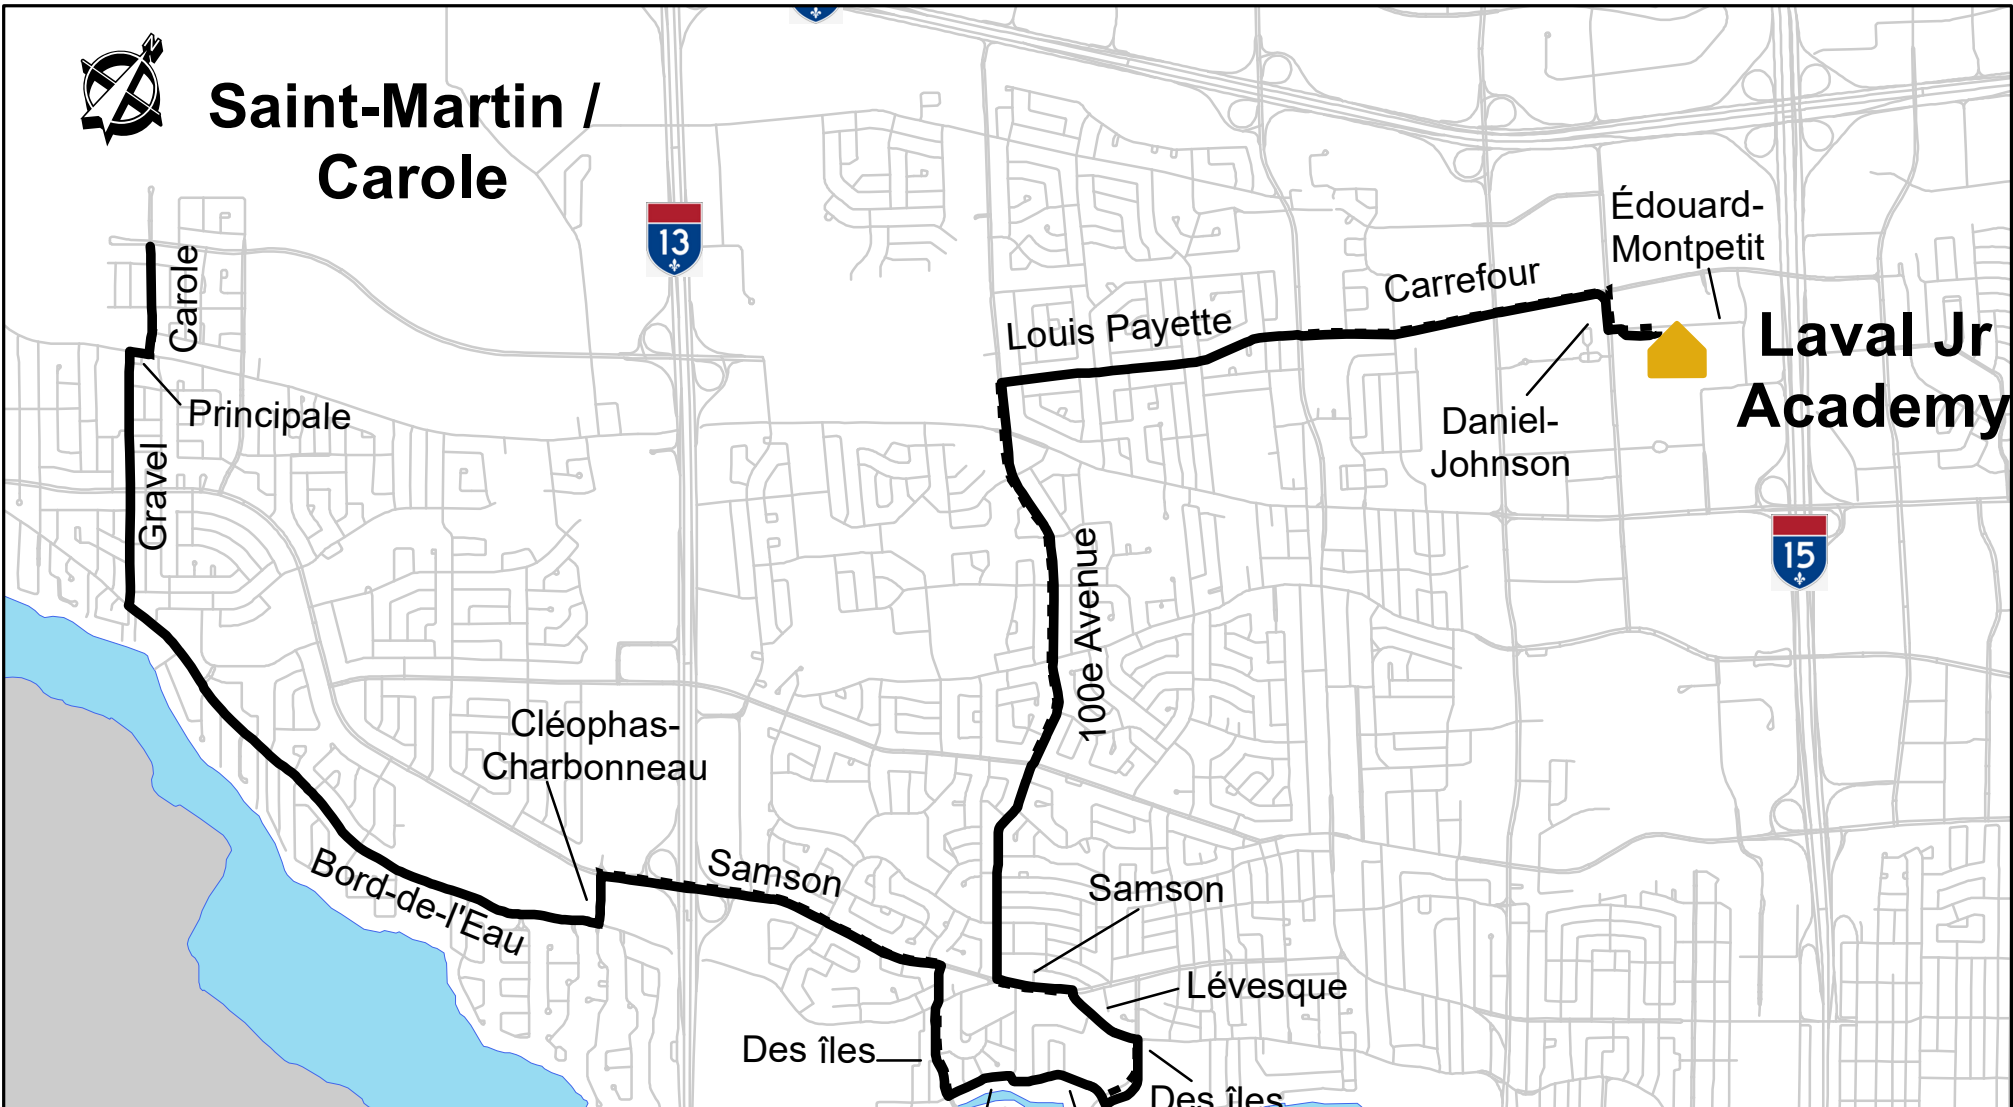 N
Saint-Martin /
Carole
13
Édouard-
Montpetit
Carole
Carrefour
Louis Payette
Laval Jr
Academy
Principale
Daniel-
Johnson
Gravel
15
100e Avenue
Cléophas-
Charbonneau
Samson
Bord-de-l'Eau
Samson
Lévesque
Des îles
Des îles